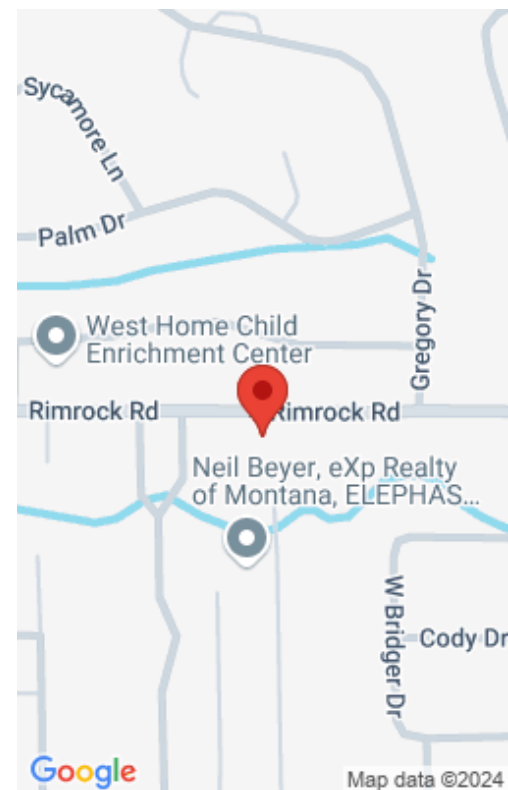 Sycamore Ln
Palm Dr
Gregory Dr
West Home Child
Enrichment Center
Rimrock Rd
Rimrock Rd
Neil Beyer, eXp Realty
of Montana, ELEPHAS...
W Bridger Dr
Cody Dr
Google
Map data ©2024